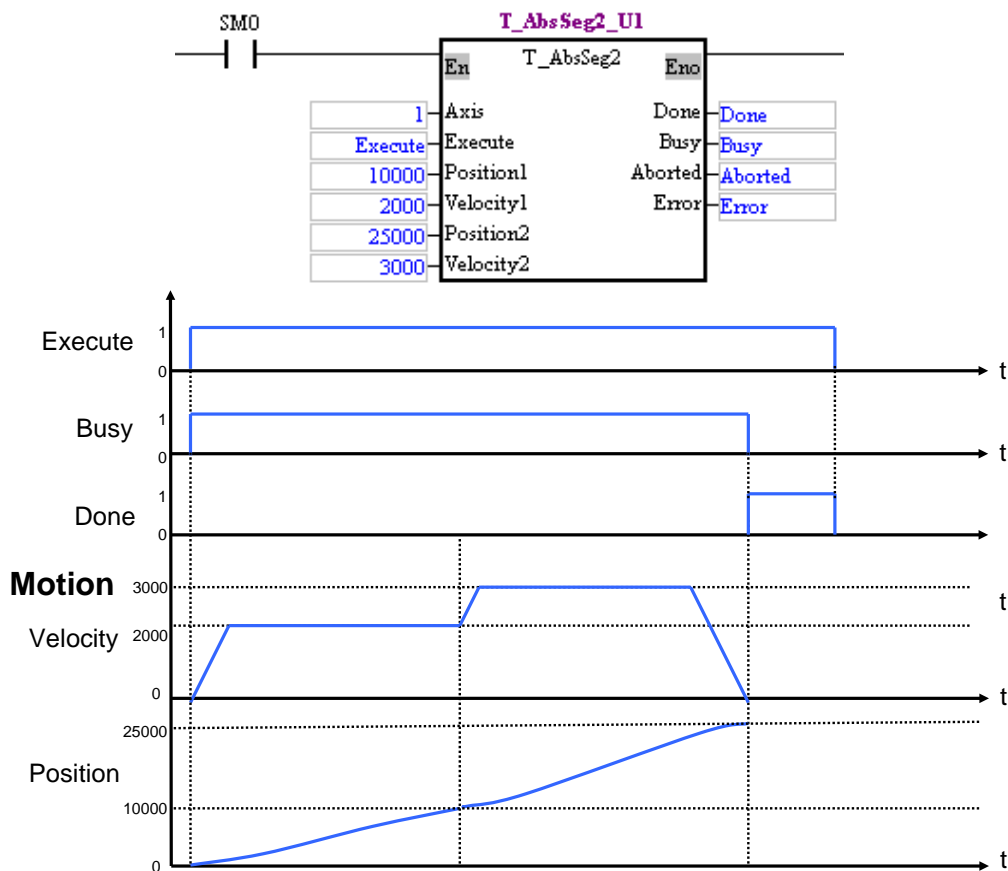 SM0
T_AbsSeg2_U1
En T_AbsSeg2 Eno
1 Axis Done Done
Execute Execute Busy Busy
10000 Position1 Aborted Aborted
2000 Velocity1 Error Error
25000 Position2
3000 Velocity2
Execute 1
0 t
Busy 1
0 t
Done 1
0
Motion 3000 t
Velocity 2000
0 t
25000
Position
10000
0 t